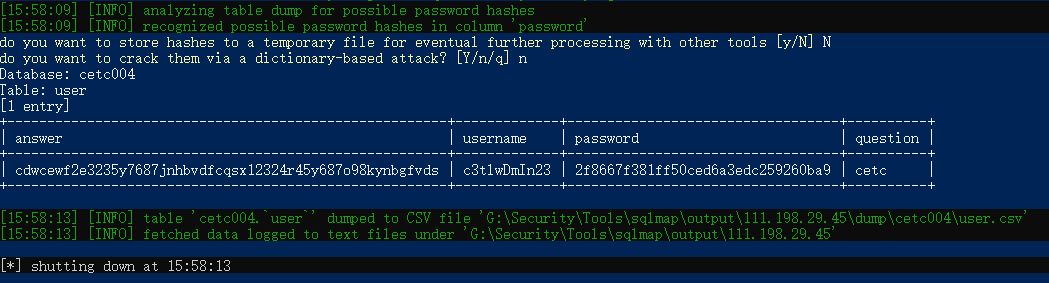 [15:58:09] [INFO] analyzing table dump for possible password hashes
[15:58:09] [INFO] recognized possible password hashes in column 'password'
do you want to store hashes to a temporary file for eventual further processing with other tools [y/N] N
do you want to crack them via a dictionary-based attack? [Y/n/q] n
Database: cetc004
Table: user
[1 entry]
+-----------------------------------------------------+-------------+----------------------------------+----------+
| answer | username | password | question |
+-----------------------------------------------------+-------------+----------------------------------+----------+
| cdwcewf2e3235y7687jnhbvdfcqsx12324r45y687o98kynbgfvds | c3tlwDmIn23 | 2f8667f381ff50ced6a3edc259260ba9 | cetc |
+-----------------------------------------------------+-------------+----------------------------------+----------+
[15:58:13] [INFO] table 'cetc004.`user`' dumped to CSV file 'G:\Security\Tools\sqlmap\output\111.198.29.45\dump\cetc004\user.csv'
[15:58:13] [INFO] fetched data logged to text files under 'G:\Security\Tools\sqlmap\output\111.198.29.45'
[*] shutting down at 15:58:13